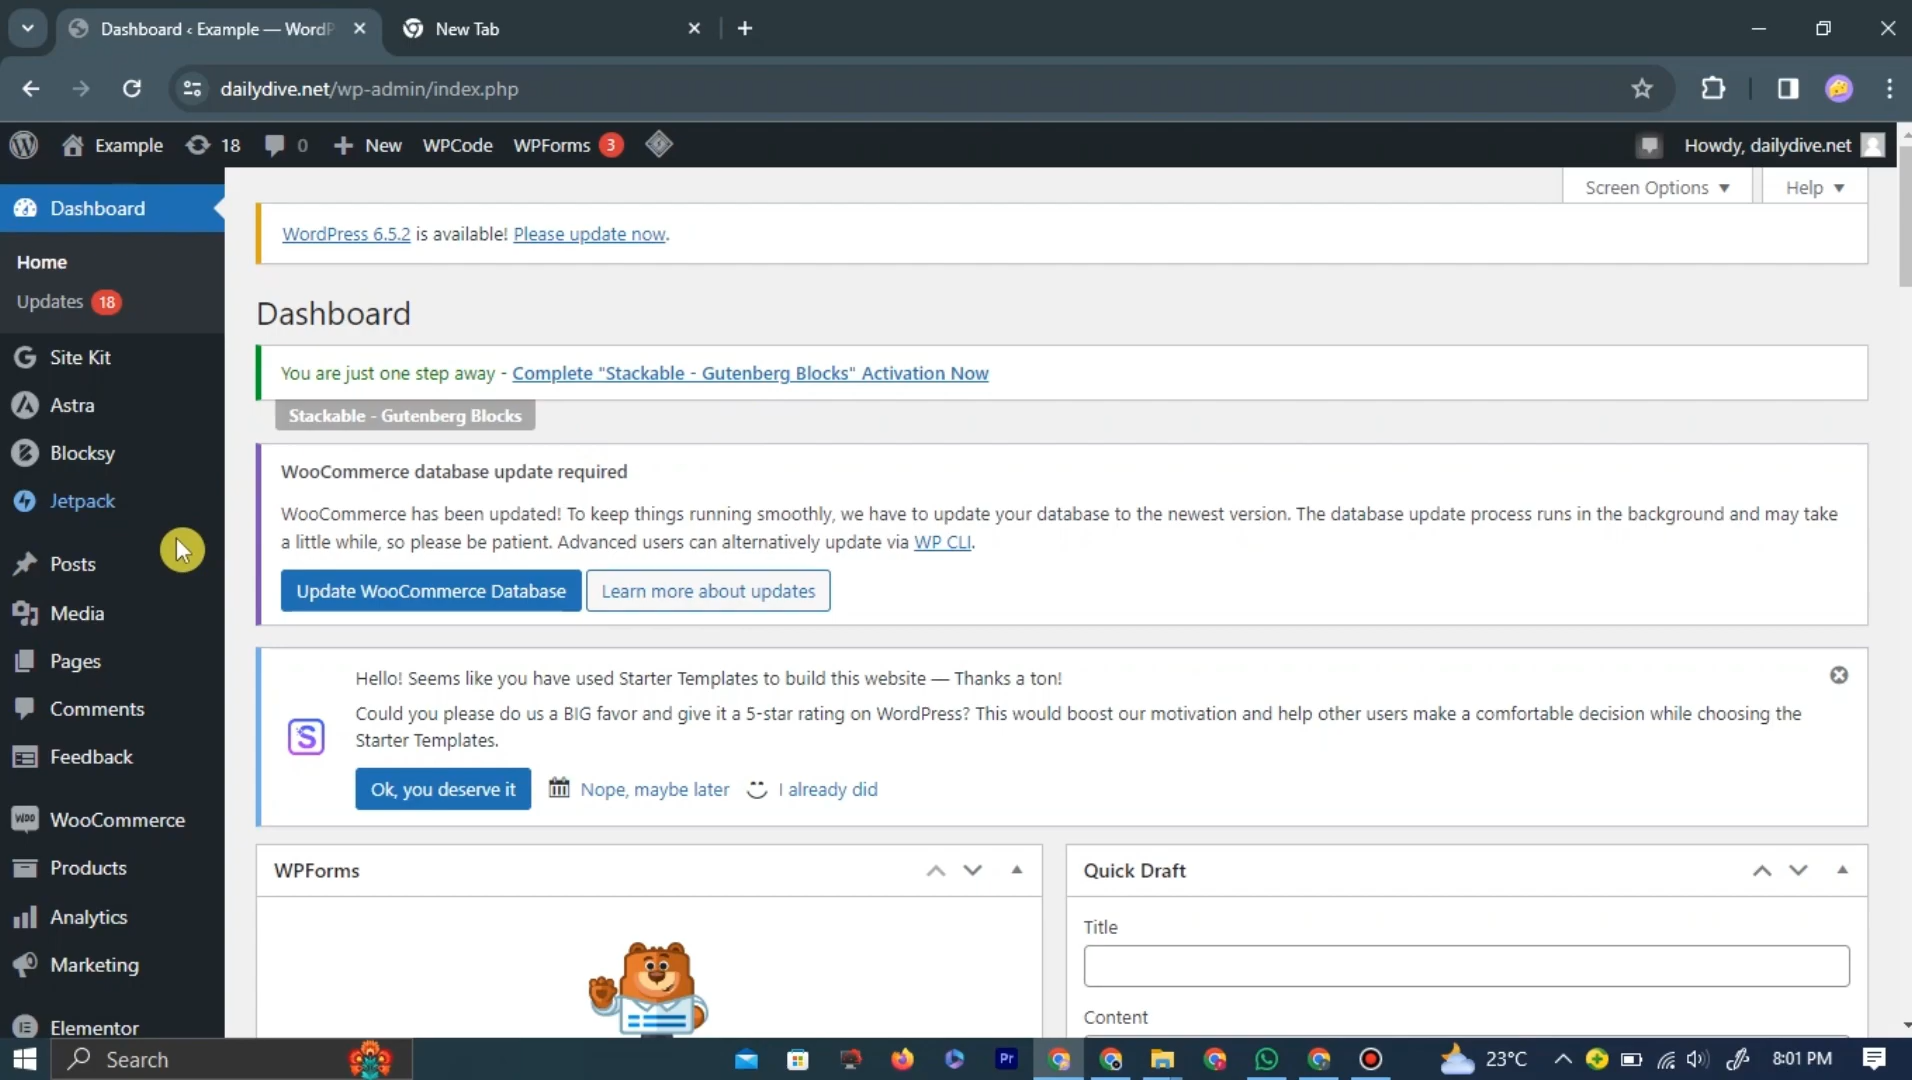 Dashboard ‹ Example — WordP
New Tab
dailydive.net/wp-admin/index.php
Example
18
0
New
WPCode
WPForms 3
Howdy, dailydive.net
Dashboard
Home
Updates 18
Site Kit
Astra
Blocksy
Jetpack
Posts
Media
Pages
Comments
Feedback
WooCommerce
Products
Analytics
Marketing
Elementor
Screen Options ▼
Help ▼
WordPress 6.5.2 is available! Please update now.
Dashboard
You are just one step away - Complete "Stackable - Gutenberg Blocks" Activation Now
Stackable - Gutenberg Blocks
WooCommerce database update required
WooCommerce has been updated! To keep things running smoothly, we have to update your database to the newest version. The database update process runs in the background and may take
a little while, so please be patient. Advanced users can alternatively update via WP CLI.
Update WooCommerce Database
Learn more about updates
Hello! Seems like you have used Starter Templates to build this website — Thanks a ton!
Could you please do us a BIG favor and give it a 5-star rating on WordPress? This would boost our motivation and help other users make a comfortable decision while choosing the
Starter Templates.
Ok, you deserve it
Nope, maybe later
I already did
WPForms
Quick Draft
Title
Content
Search
Pr
23°C
8:01 PM